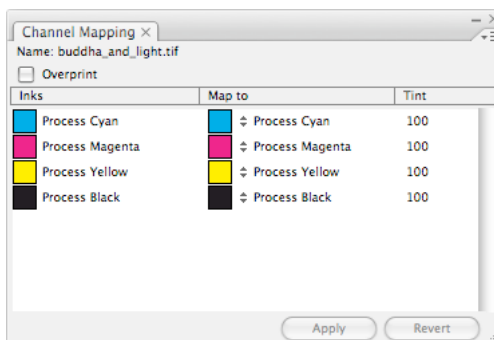 Channel Mapping ×
Name: buddha_and_light.tif
Overprint
Inks Map to Tint
Process Cyan Process Cyan 100
Process Magenta Process Magenta 100
Process Yellow Process Yellow 100
Process Black Process Black 100
Apply Revert